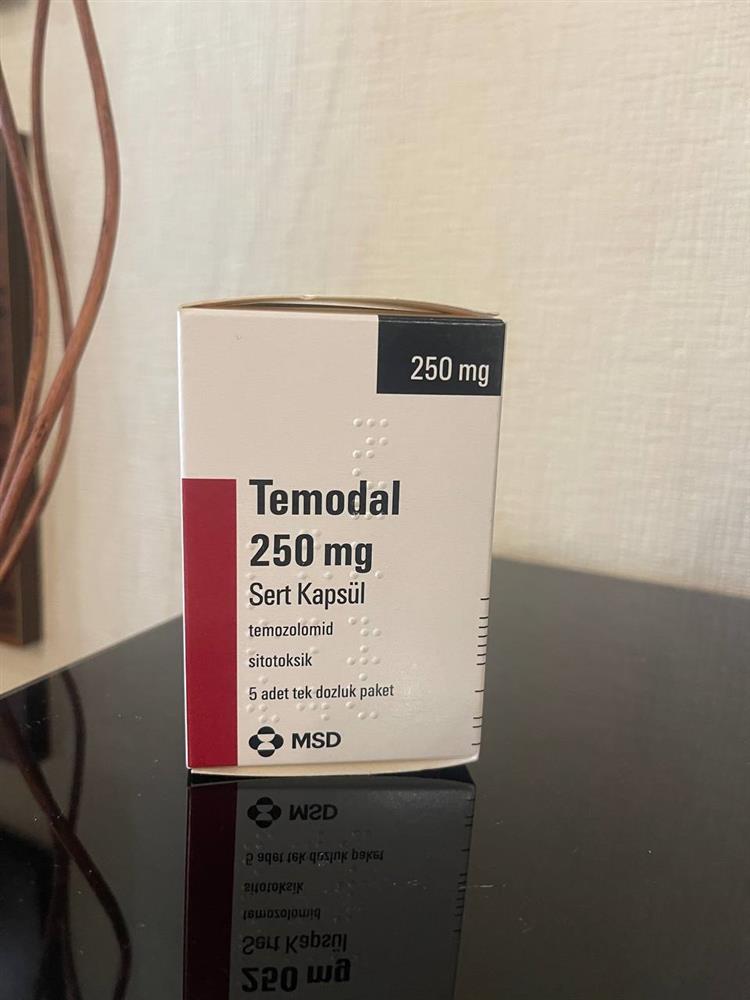 250 mg
Temodal
250 mg
Sert Kapsül
temozolomid
sitotoksik
5 adet tek dozluk paket
MSD